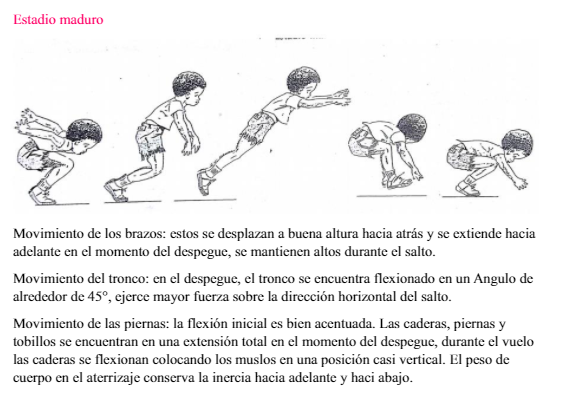 Estadio maduro
Movimiento de los brazos: estos se desplazan a buena altura hacia atrás y se extiende hacia
adelante en el momento del despegue, se mantienen altos durante el salto.
Movimiento del tronco: en el despegue, el tronco se encuentra flexionado en un Angulo de
alrededor de 45°, ejerce mayor fuerza sobre la dirección horizontal del salto.
Movimiento de las piernas: la flexión inicial es bien acentuada. Las caderas, piernas y
tobillos se encuentran en una extensión total en el momento del despegue, durante el vuelo
las caderas se flexionan colocando los muslos en una posición casi vertical. El peso de
cuerpo en el aterrizaje conserva la inercia hacia adelante y haci abajo.